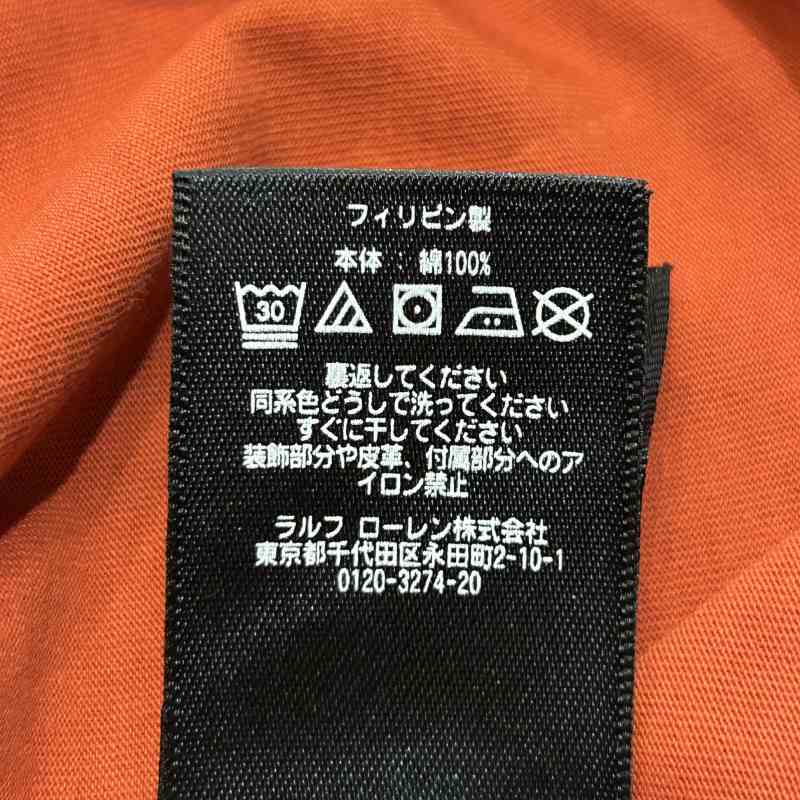 フィリピン製
本体 : 綿100%
30
裏返してください
同系色どうしで洗ってください
すぐに干してください
装飾部分や皮革、付属部分へのア
イロン禁止
ラルフ ローレン株式会社
東京都千代田区永田町2-10-1
0120-3274-20